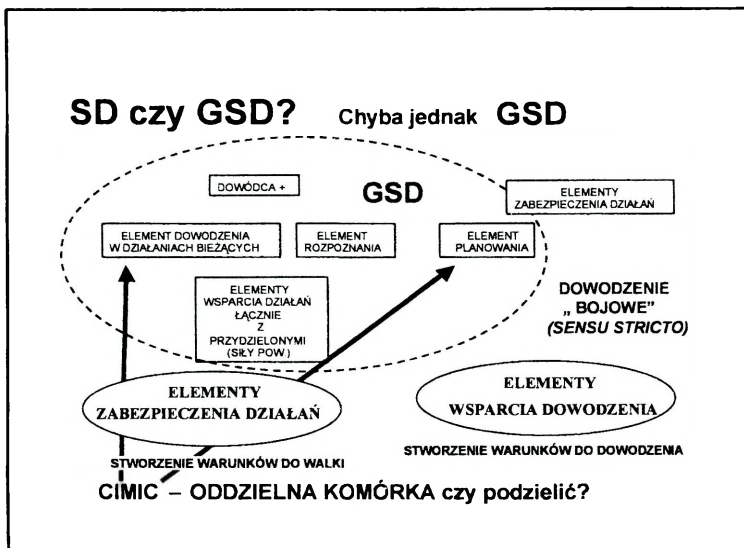 SD czy GSD? Chyba jednak GSD
DOWÓDCA +
GSD
ELEMENTY
ZABEZPIECZENIA DZIAŁAŃ
ELEMENT DOWODZENIA
W DZIAŁANIACH BIEŻĄCYCH
ELEMENT
ROZPOZNANIA
ELEMENT
PLANOWANIA
ELEMENTY
WSPARCIA DZIAŁAŃ
ŁĄCZNIE
Z
PRZYDZIELONYMI
(SIŁY POW)
DOWODZENIE
„ BOJOWE”
(SENSU STRICTO)
ELEMENTY
ZABEZPIECZENIA DZIAŁAŃ
ELEMENTY
WSPARCIA DOWODZENIA
STWORZENIE WARUNKÓW DO WALKI
STWORZENIE WARUNKÓW DO DOWODZENIA
CIMIC – ODDZIELNA KOMÓRKA czy podzielić?